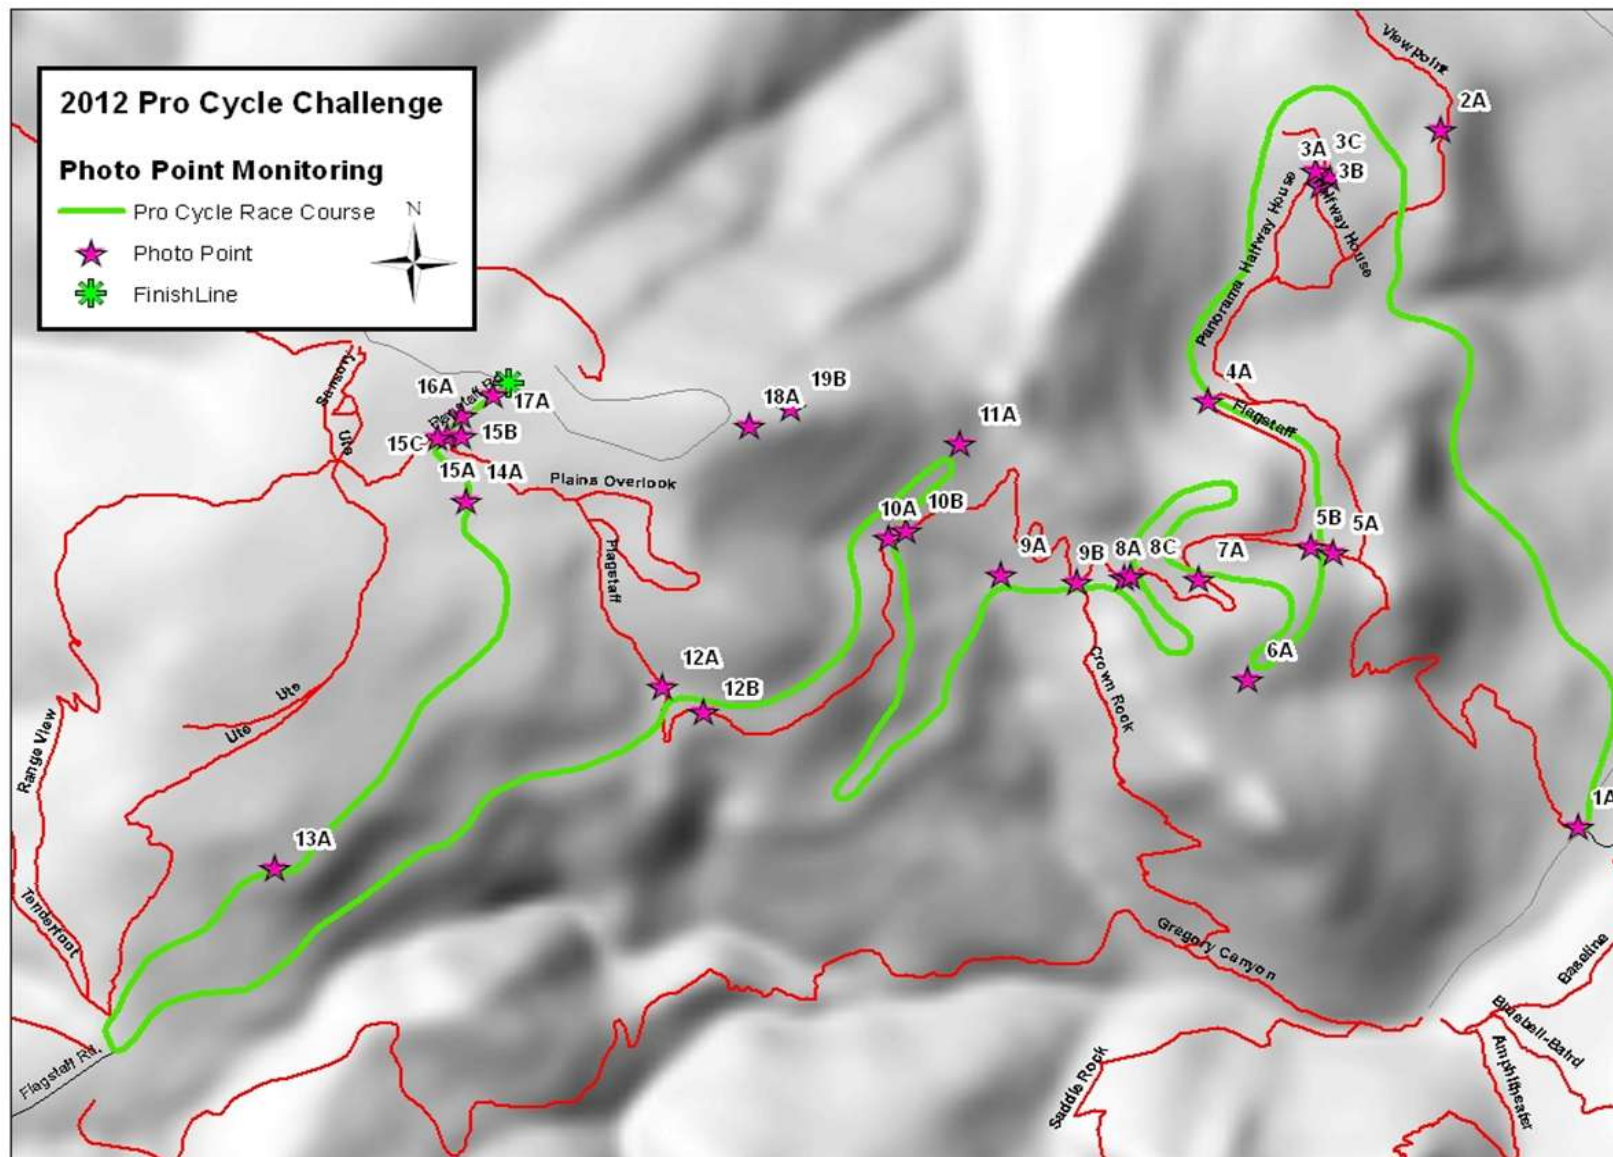 2012 Pro Cycle Challenge
Photo Point Monitoring
Pro Cycle Race Course
Photo Point
FinishLine
N
Viewpoint
2A
3A
3C
3B
Panorama
Halfway House
Halfway House
4A
Flagstaff
Sensory
Ute
16A
Flagstaff Rd
17A
18A
19B
11A
15C
15B
15A
14A
Plains Overlook
10A
10B
5B
5A
9A
9B
8A
8C
7A
Flagstaff
6A
12A
12B
Crown Rock
Ute
Ute
Range View
1A
13A
Tenderfoot
Gregory Canyon
Baseline
Bluebell-Baird
Amphitheater
Saddle Rock
Flagstaff Rd.